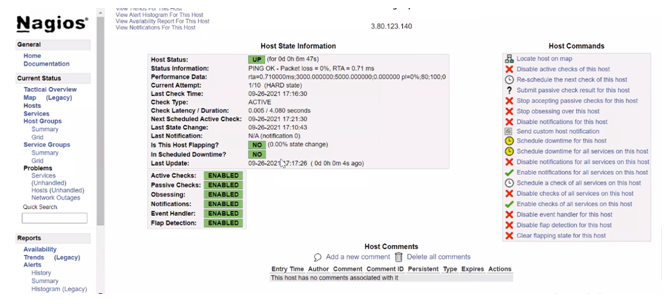 View Trends For This Host
View Alert Histogram For This Host
View Availability Report For This Host
View Notifications For This Host
3.80.123.140
Nagios®
General
Home
Documentation
Current Status
Tactical Overview
Map (Legacy)
Hosts
Services
Host Groups
Summary
Grid
Service Groups
Summary
Grid
Problems
Services
(Unhandled)
Hosts (Unhandled)
Network Outages
Quick Search:
Reports
Availability
Trends (Legacy)
Alerts
History
Summary
Histogram (Legacy)
Host State Information
Host Status: UP (for 0d 0h 6m 47s)
Status Information: PING OK - Packet loss = 0%, RTA = 0.71 ms
Performance Data: rta=0.710000ms;3000.000000;5000.000000;0.000000 pl=0%;80;100;0
Current Attempt: 1/10 (HARD state)
Last Check Time: 09-26-2021 17:16:30
Check Type: ACTIVE
Check Latency / Duration: 0.005 / 4.080 seconds
Next Scheduled Active Check: 09-26-2021 17:21:30
Last State Change: 09-26-2021 17:10:43
Last Notification: N/A (notification 0)
Is This Host Flapping? NO (0.00% state change)
In Scheduled Downtime? NO
Last Update: 09-26-2021 17:17:26 ( 0d 0h 0m 4s ago)
Active Checks: ENABLED
Passive Checks: ENABLED
Obsessing: ENABLED
Notifications: ENABLED
Event Handler: ENABLED
Flap Detection: ENABLED
Host Commands
Locate host on map
Disable active checks of this host
Re-schedule the next check of this host
Submit passive check result for this host
Stop accepting passive checks for this host
Stop obsessing over this host
Disable notifications for this host
Send custom host notification
Schedule downtime for this host
Schedule downtime for all services on this host
Disable notifications for all services on this host
Enable notifications for all services on this host
Schedule a check of all services on this host
Disable checks of all services on this host
Enable checks of all services on this host
Disable event handler for this host
Disable flap detection for this host
Clear flapping state for this host
Host Comments
Add a new comment Delete all comments
Entry Time Author Comment Comment ID Persistent Type Expires Actions
This host has no comments associated with it